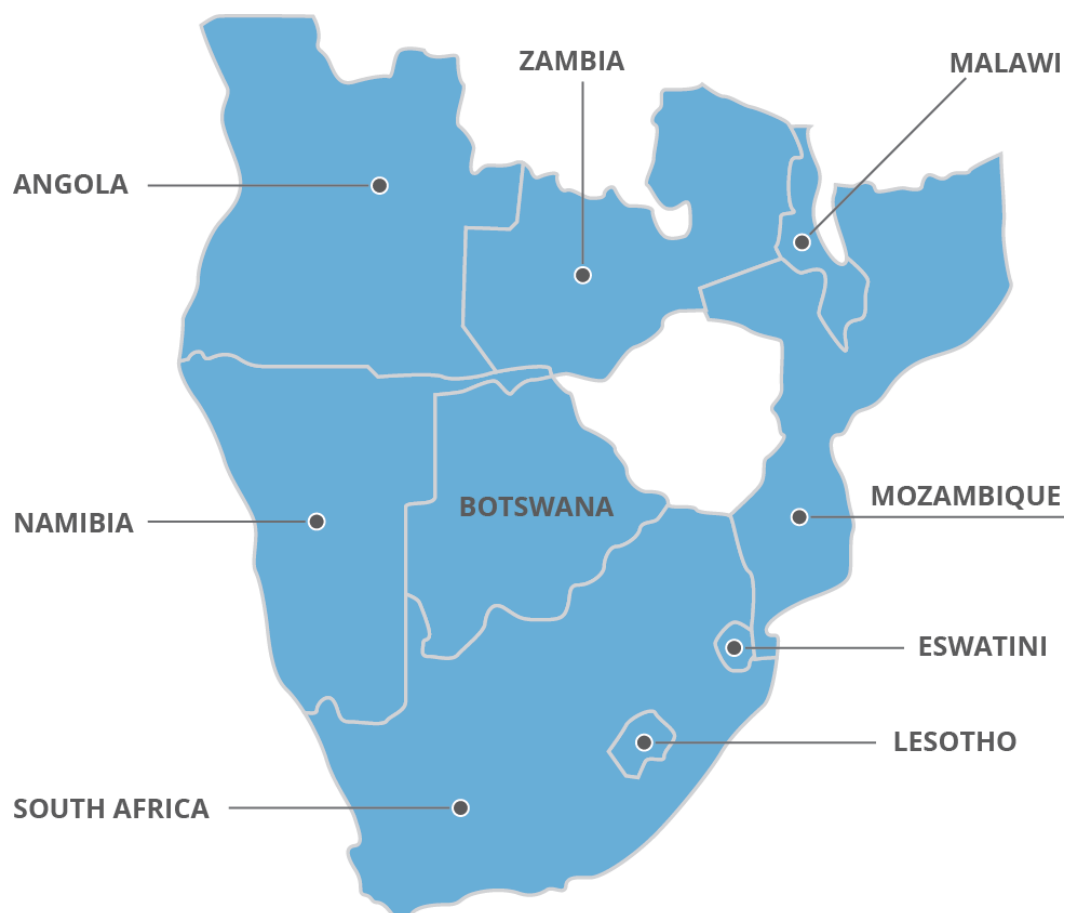 ZAMBIA
MALAWI
ANGOLA
MOZAMBIQUE
BOTSWANA
NAMIBIA
ESWATINI
LESOTHO
SOUTH AFRICA